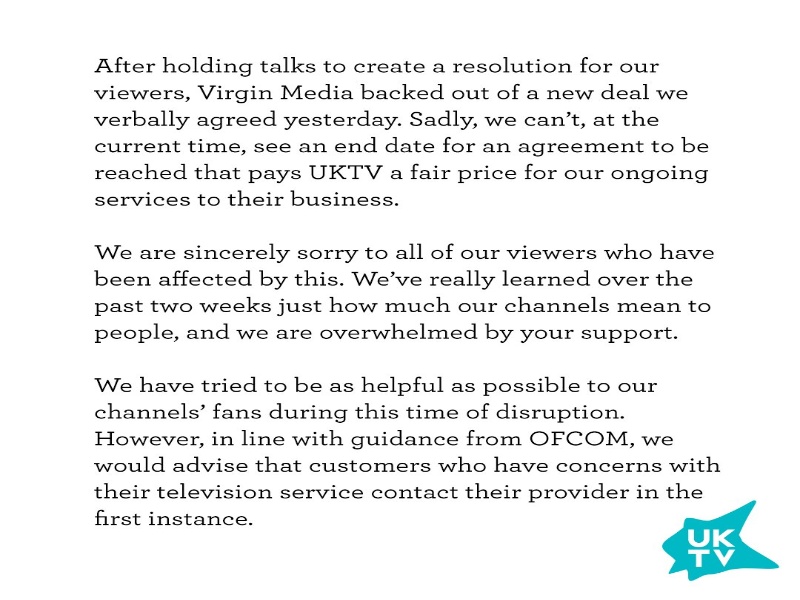 After holding talks to create a resolution for our
viewers, Virgin Media backed out of a new deal we
verbally agreed yesterday. Sadly, we can’t, at the
current time, see an end date for an agreement to be
reached that pays UKTV a fair price for our ongoing
services to their business.
We are sincerely sorry to all of our viewers who have
been affected by this. We’ve really learned over the
past two weeks just how much our channels mean to
people, and we are overwhelmed by your support.
We have tried to be as helpful as possible to our
channels’ fans during this time of disruption.
However, in line with guidance from OFCOM, we
would advise that customers who have concerns with
their television service contact their provider in the
first instance.
UK
TV